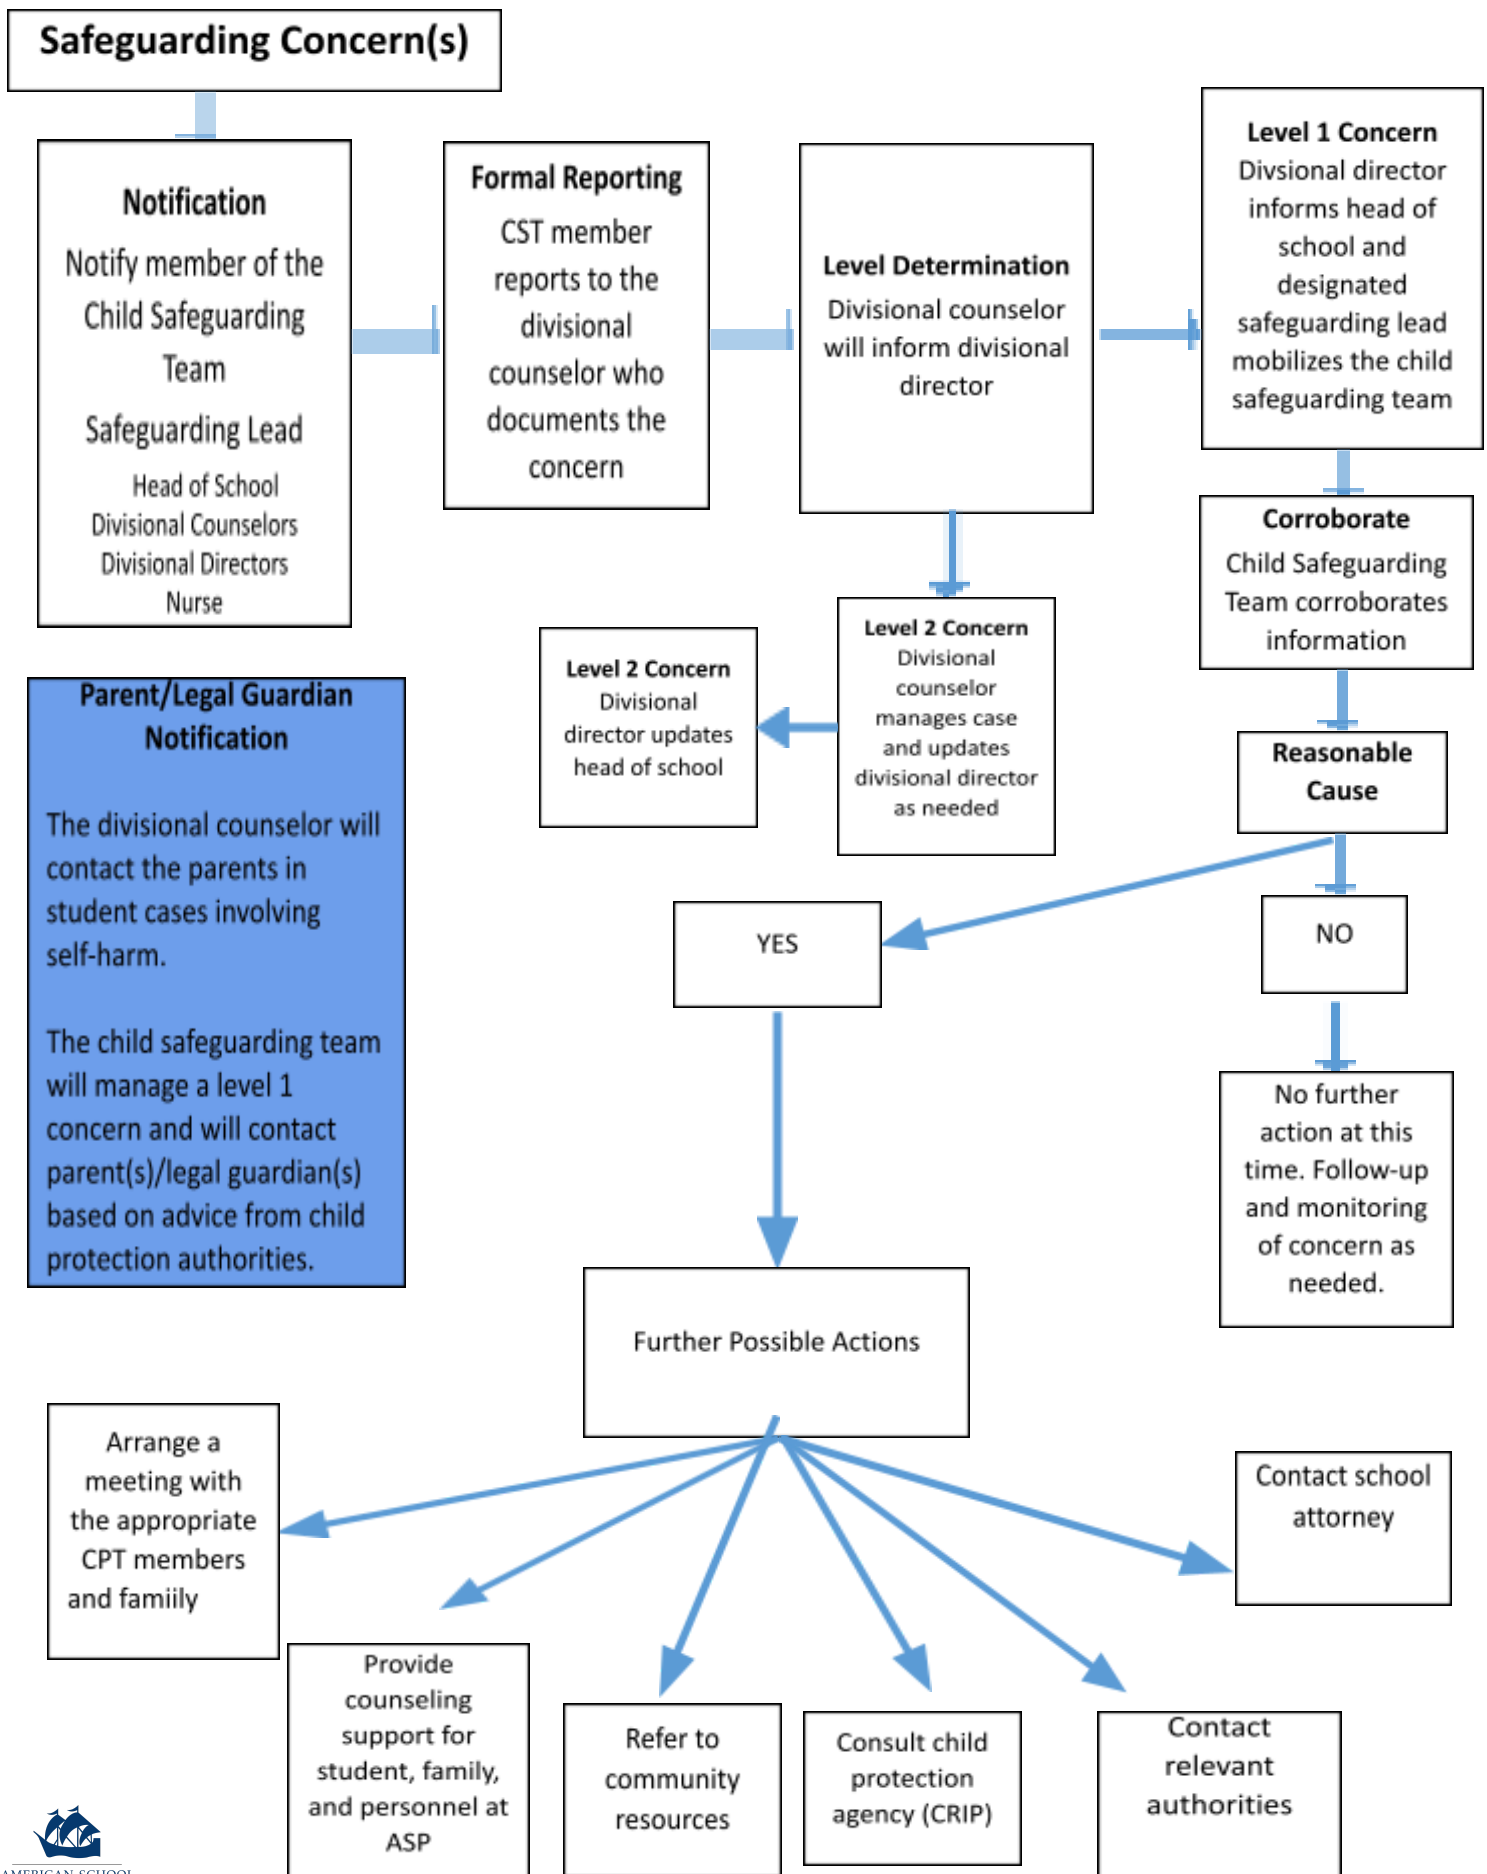 Safeguarding Concern(s)
Notification
Notify member of the
Child Safeguarding
Team
Safeguarding Lead
Head of School
Divisional Counselors
Divisional Directors
Nurse
Formal Reporting
CST member
reports to the
divisional
counselor who
documents the
concern
Level Determination
Divisional counselor
will inform divisional
director
Level 1 Concern
Divsional director
informs head of
school and
designated
safeguarding lead
mobilizes the child
safeguarding team
Corroborate
Child Safeguarding
Team corroborates
information
Level 2 Concern
Divisional
counselor
manages case
and updates
divisional director
as needed
Level 2 Concern
Divisional
director updates
head of school
Parent/Legal Guardian
Notification
The divisional counselor will
contact the parents in
student cases involving
self-harm.
The child safeguarding team
will manage a level 1
concern and will contact
parent(s)/legal guardian(s)
based on advice from child
protection authorities.
Reasonable
Cause
YES
NO
No further
action at this
time. Follow-up
and monitoring
of concern as
needed.
Further Possible Actions
Arrange a
meeting with
the appropriate
CPT members
and famiily
Provide
counseling
support for
student, family,
and personnel at
ASP
Refer to
community
resources
Consult child
protection
agency (CRIP)
Contact
relevant
authorities
Contact school
attorney
AMERICAN SCHOOL